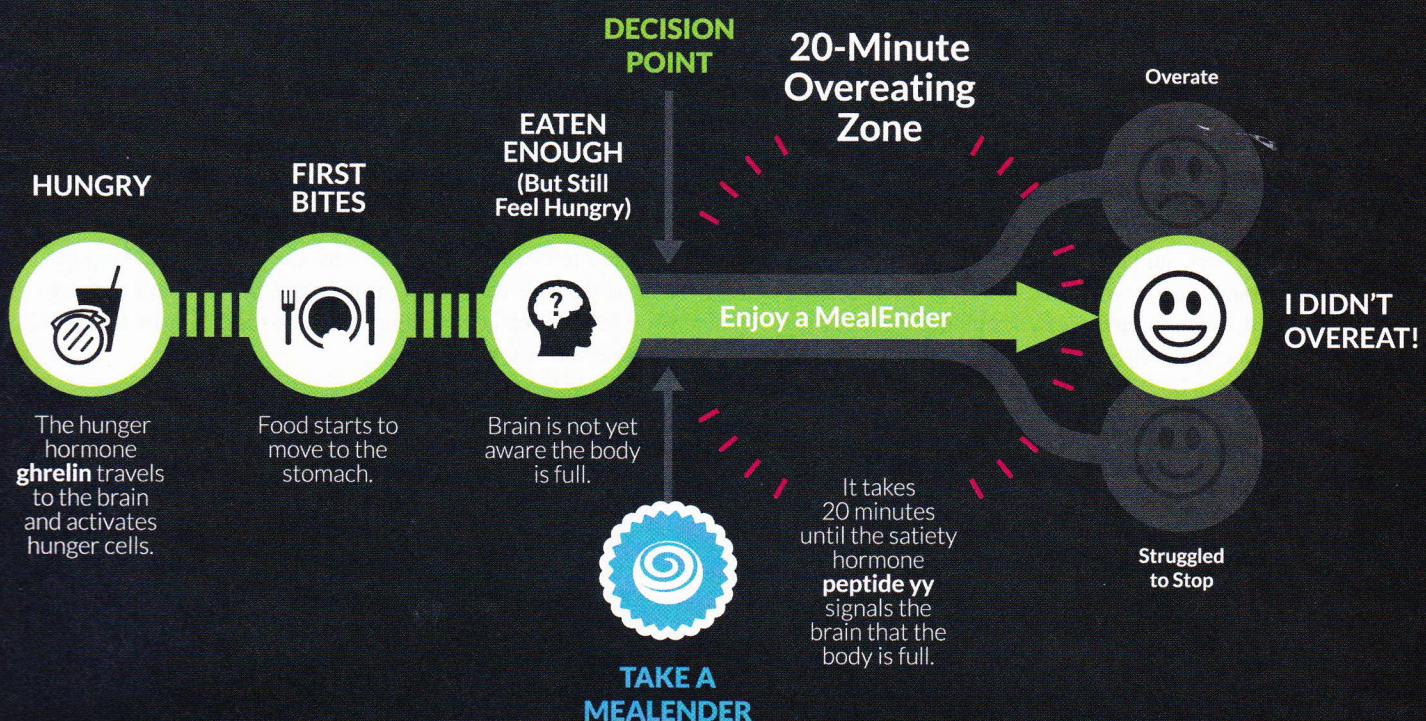 HUNGRY
The hunger
hormone
ghrelin travels
to the brain
and activates
hunger cells.
FIRST
BITES
Food starts to
move to the
stomach.
EATEN
ENOUGH
(But Still
Feel Hungry)
?
Brain is not yet
aware the body
is full.
DECISION
POINT
TAKE A
MEALENDER
20-Minute
Overeating
Zone
Enjoy a MealEnder
It takes
20 minutes
until the satiety
hormone
peptide yy
signals the
brain that the
body is full.
Overate
I DIDN'T
OVEREAT!
Struggled
to Stop